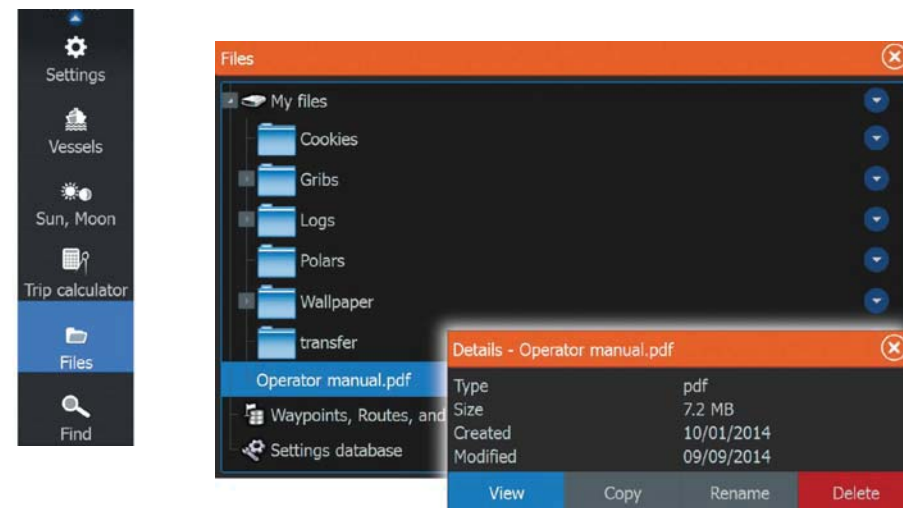 Settings
Vessels
Sun, Moon
Trip calculator
Files
Find
Files
My files
Cookies
Gribs
Logs
Polars
Wallpaper
transfer
Operator manual.pdf
Waypoints, Routes, and
Settings database
Details - Operator manual.pdf
Type pdf
Size 7.2 MB
Created 10/01/2014
Modified 09/09/2014
View Copy Rename Delete